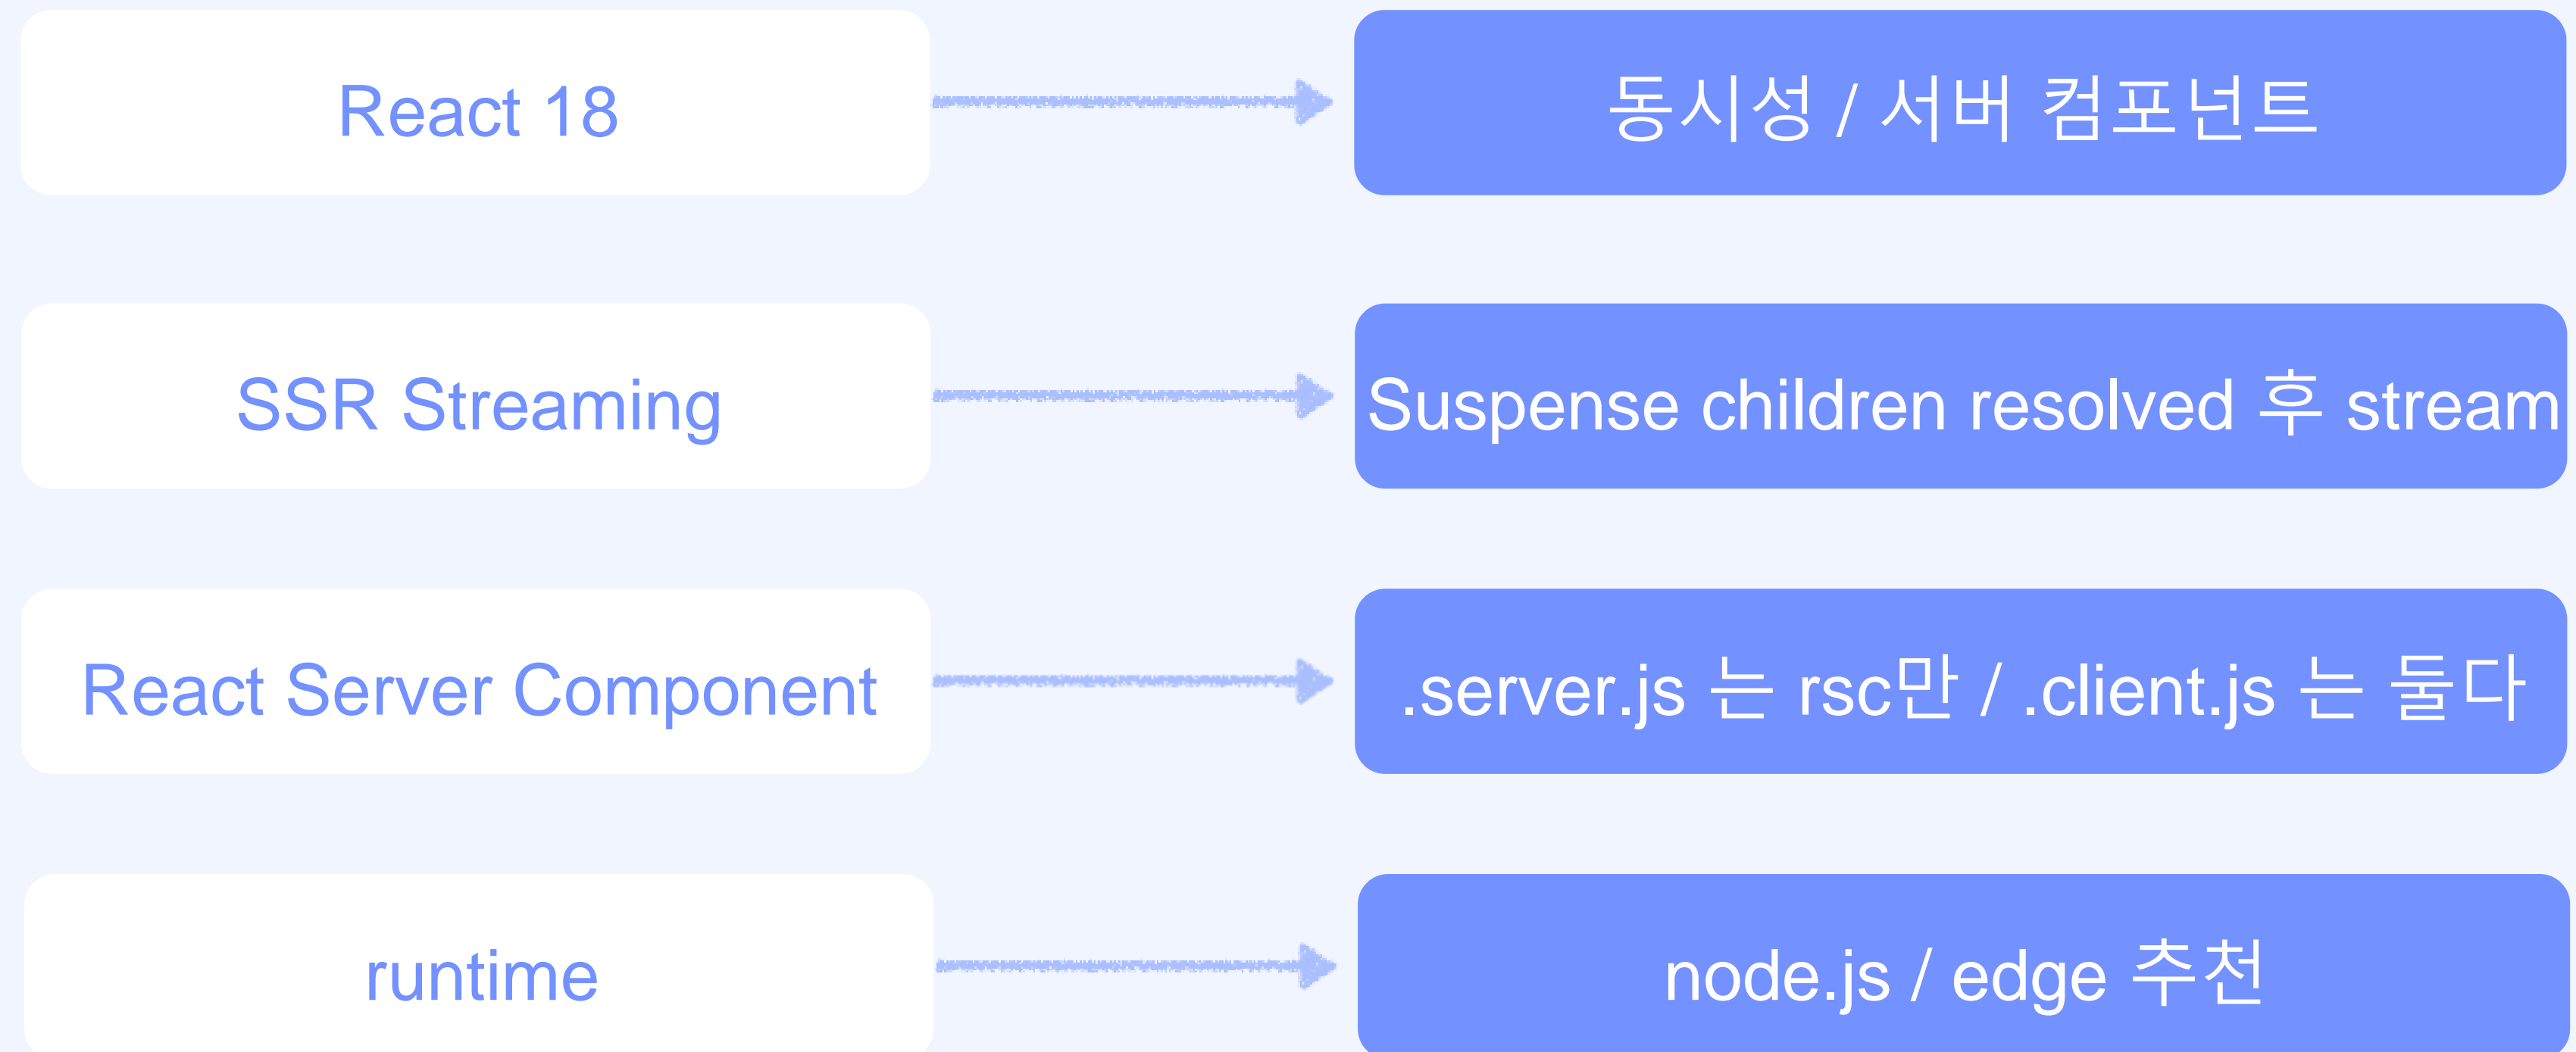 React 18
동시성 / 서버 컴포넌트
SSR Streaming
Suspense children resolved 후 stream
React Server Component
.server.js 는 rsc만 / .client.js 는 둘다
runtime
node.js / edge 추천